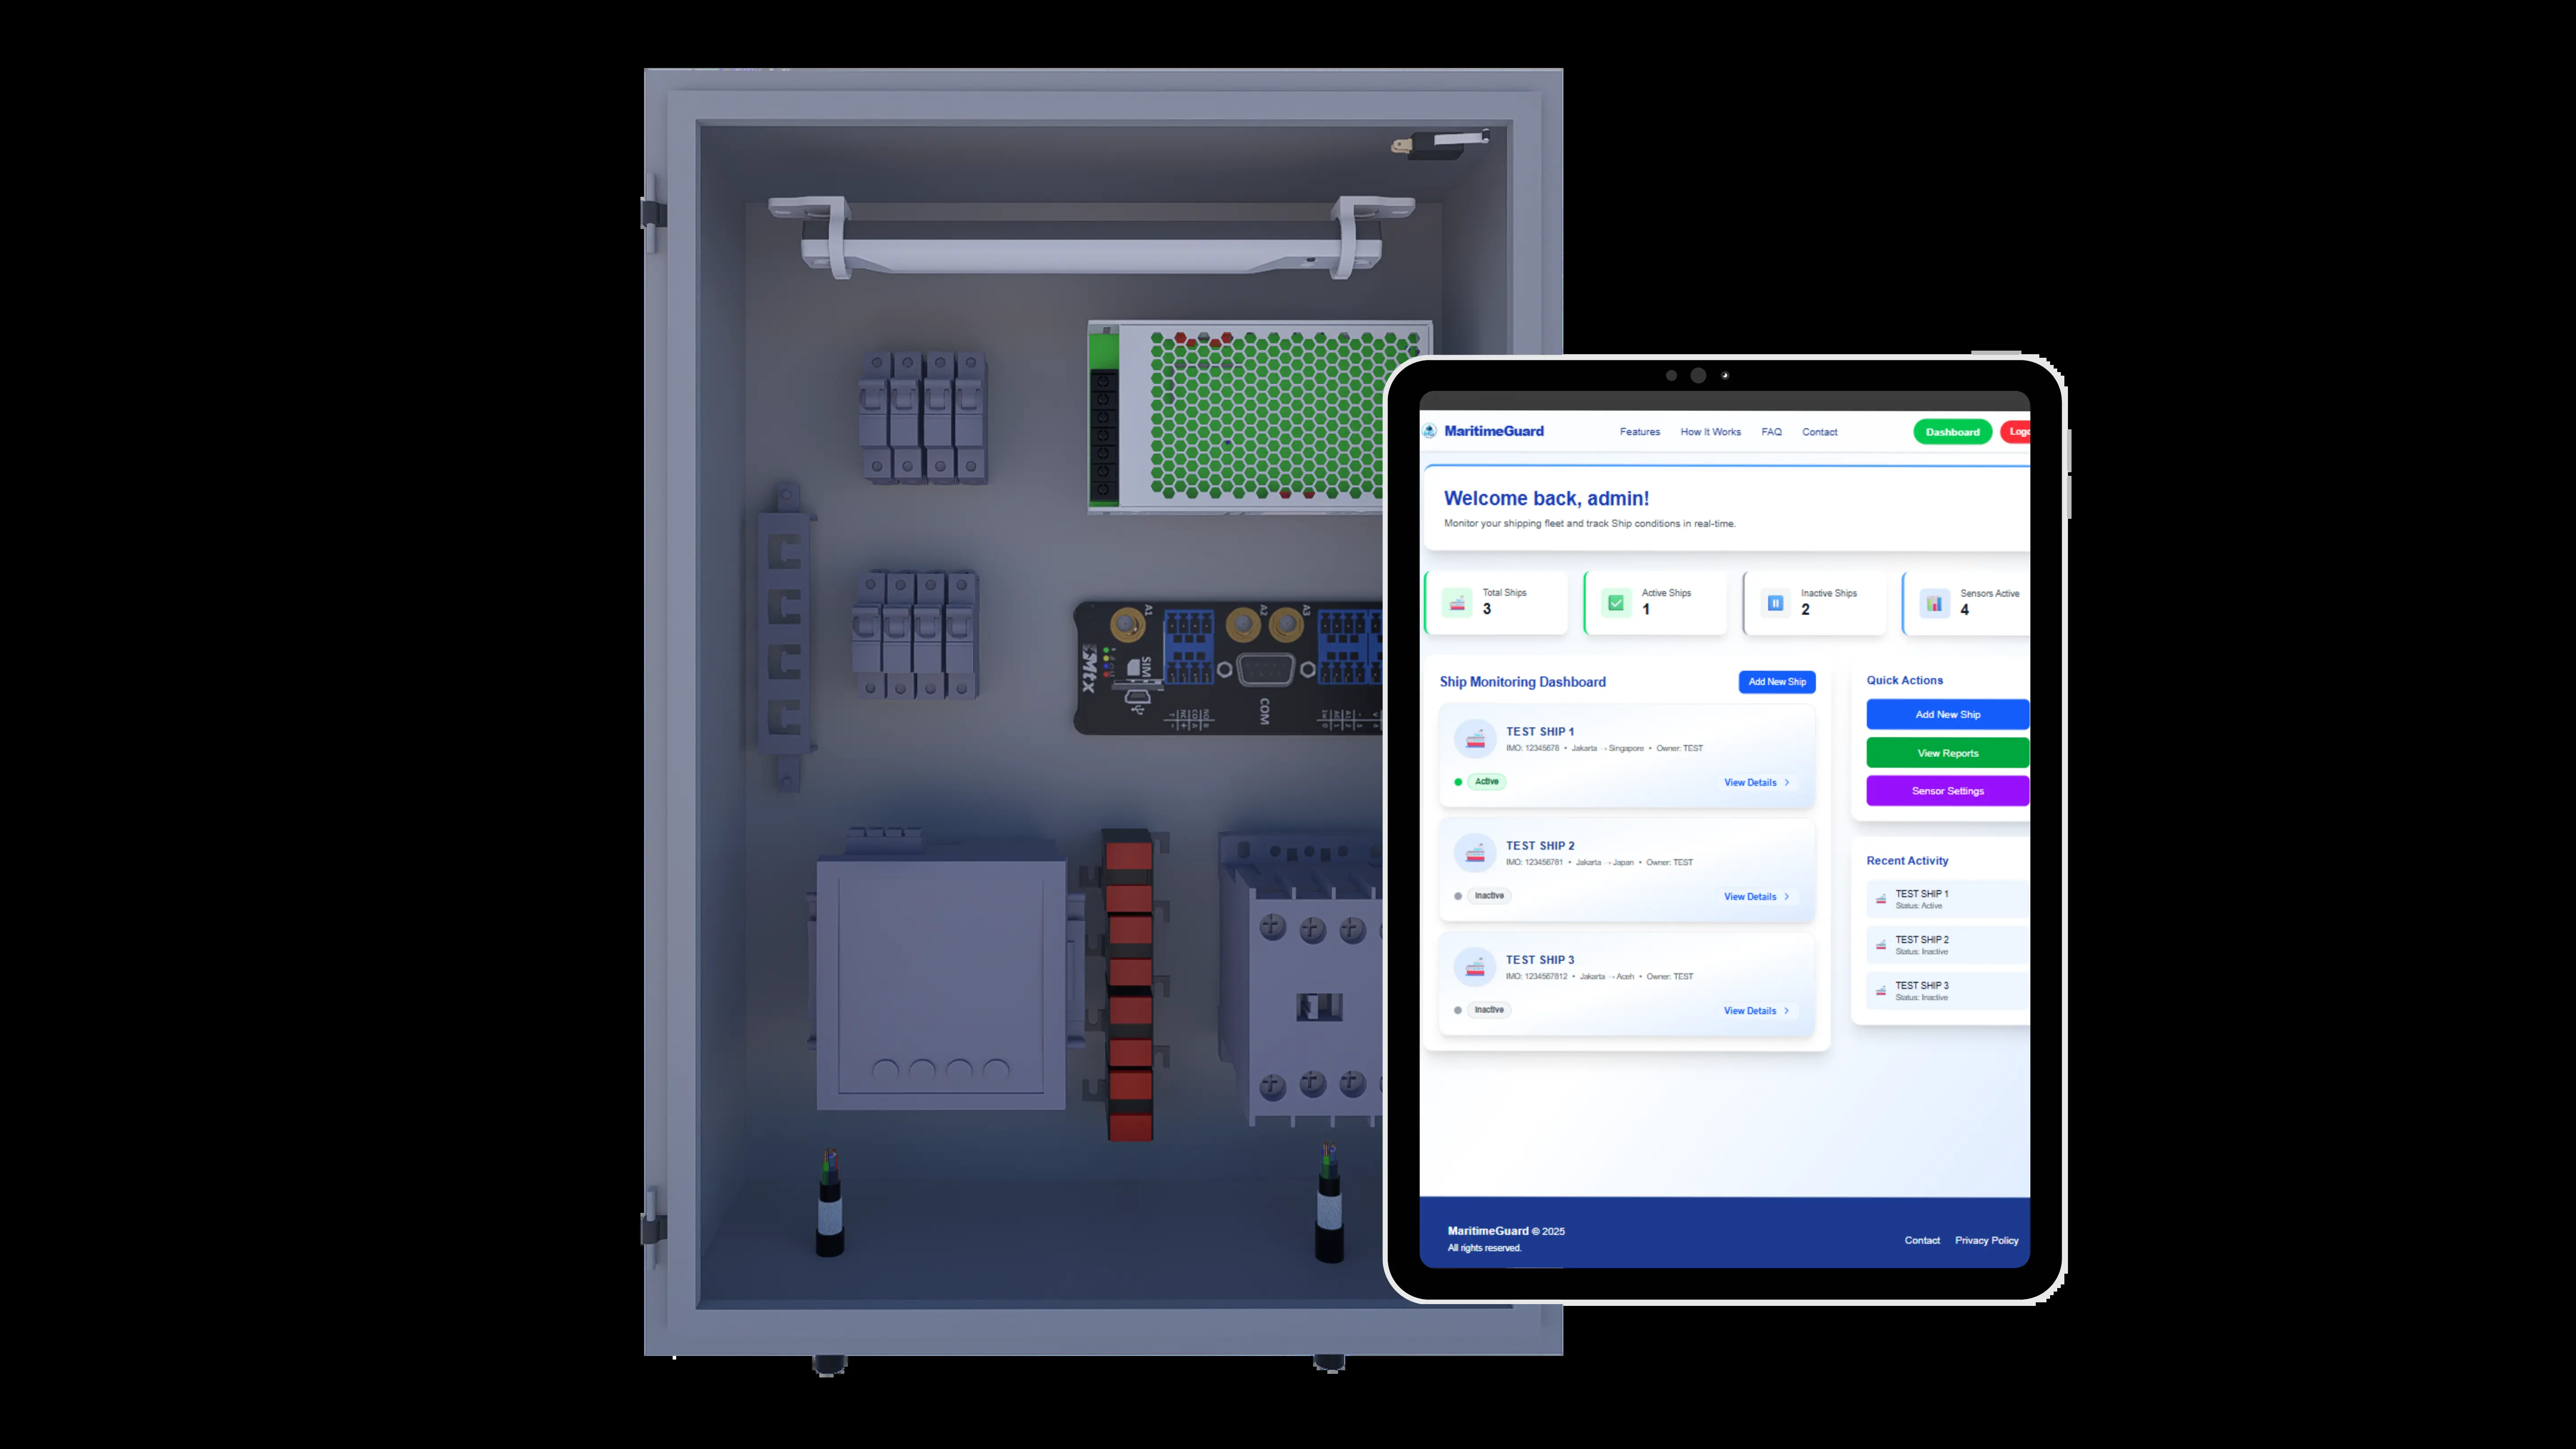 A1
A2
A3
SIM
Mtx
COM
MaritimeGuard
Features
How It Works
FAQ
Contact
Dashboard
Logo
Welcome back, admin!
Monitor your shipping fleet and track Ship conditions in real-time.
Total Ships
3
Active Ships
1
Inactive Ships
2
Sensors Active
4
Ship Monitoring Dashboard
Add New Ship
TEST SHIP 1
IMO: 12345678 • Jakarta → Singapore • Owner: TEST
Active
View Details
TEST SHIP 2
IMO: 123456781 • Jakarta → Japan • Owner: TEST
Inactive
View Details
TEST SHIP 3
IMO: 1234567812 • Jakarta → Aceh • Owner: TEST
Inactive
View Details
Quick Actions
Add New Ship
View Reports
Sensor Settings
Recent Activity
TEST SHIP 1
Status: Active
TEST SHIP 2
Status: Inactive
TEST SHIP 3
Status: Inactive
MaritimeGuard © 2025
All rights reserved.
Contact
Privacy Policy